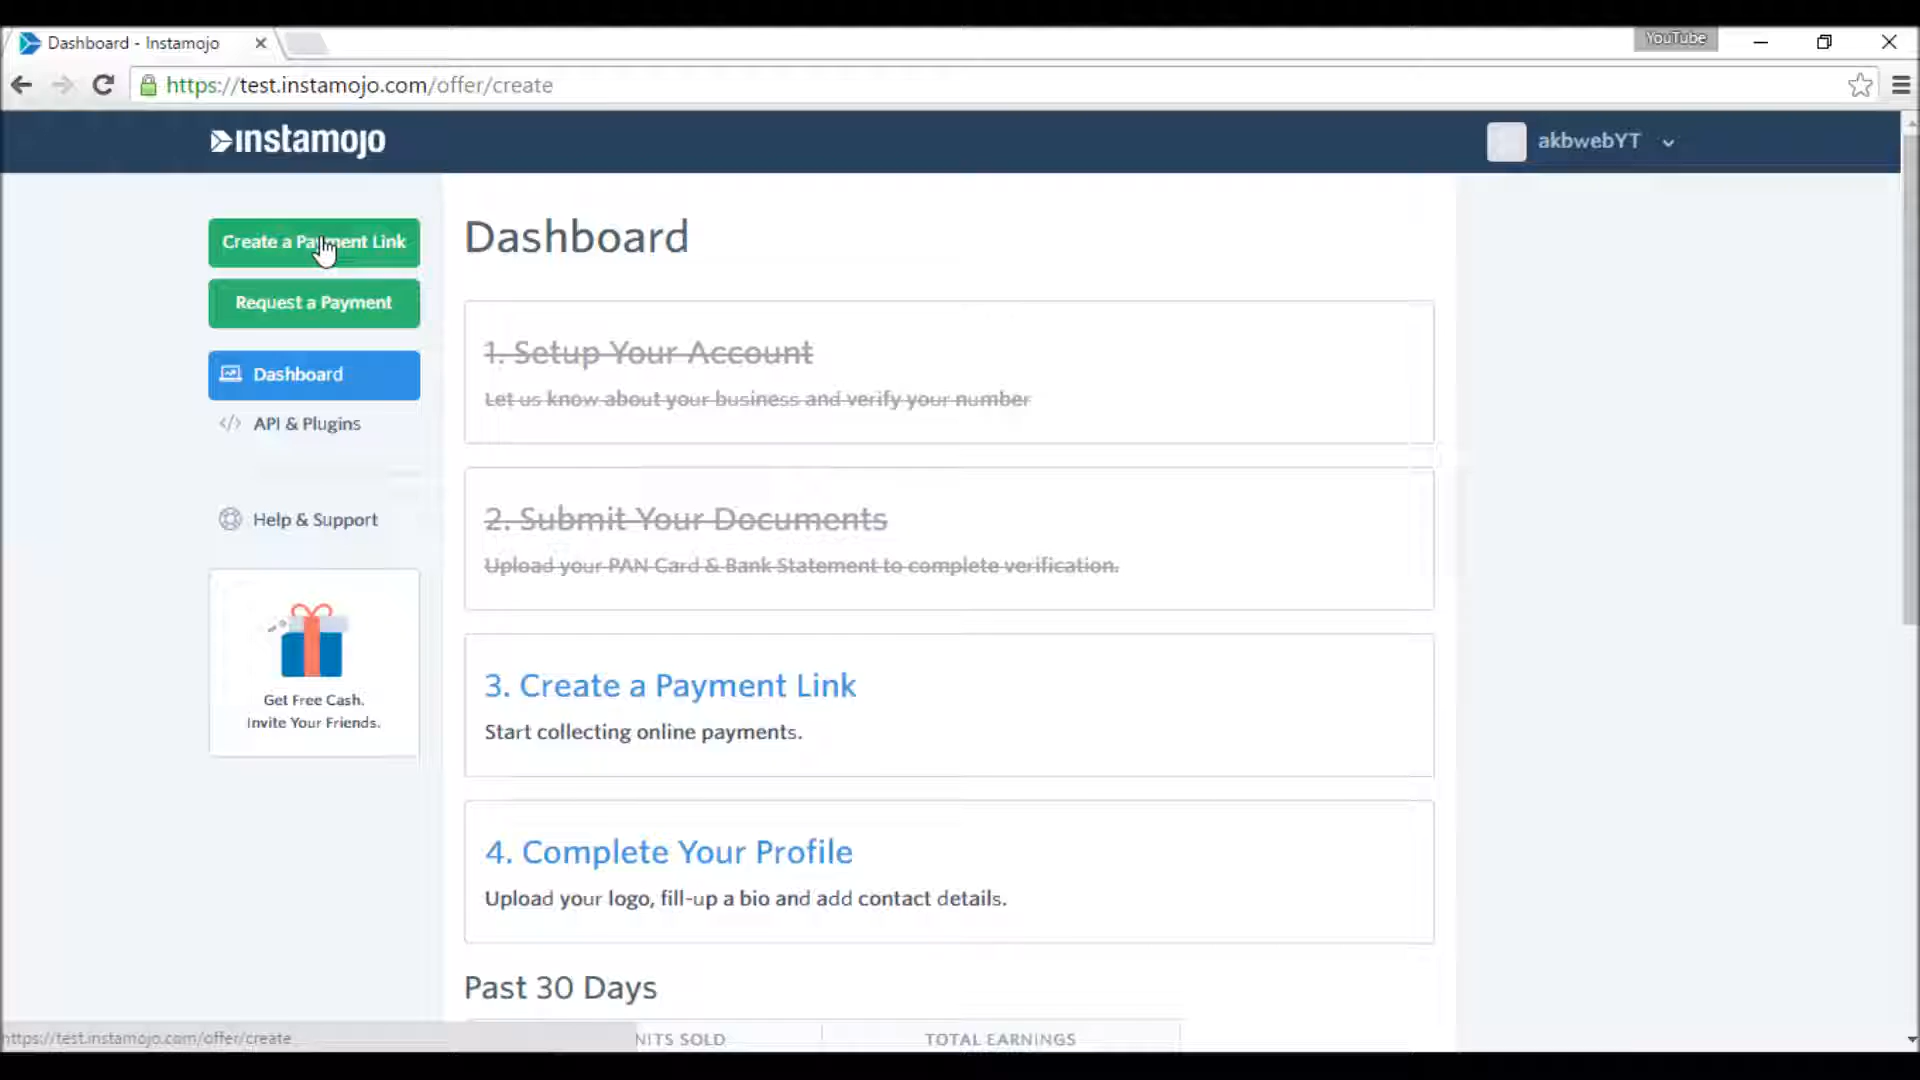 Dashboard - Instamojo
YouTube
https://test.instamojo.com/offer/create
instamojo
akbwebYT
Create a Payment Link
Request a Payment
Dashboard
API & Plugins
Help & Support
Get Free Cash.
Invite Your Friends.
Dashboard
1. Setup Your Account
Let us know about your business and verify your number
2. Submit Your Documents
Upload your PAN Card & Bank Statement to complete verification.
3. Create a Payment Link
Start collecting online payments.
4. Complete Your Profile
Upload your logo, fill-up a bio and add contact details.
Past 30 Days
NITS SOLD
TOTAL EARNINGS
https://test.instamojo.com/offer/create